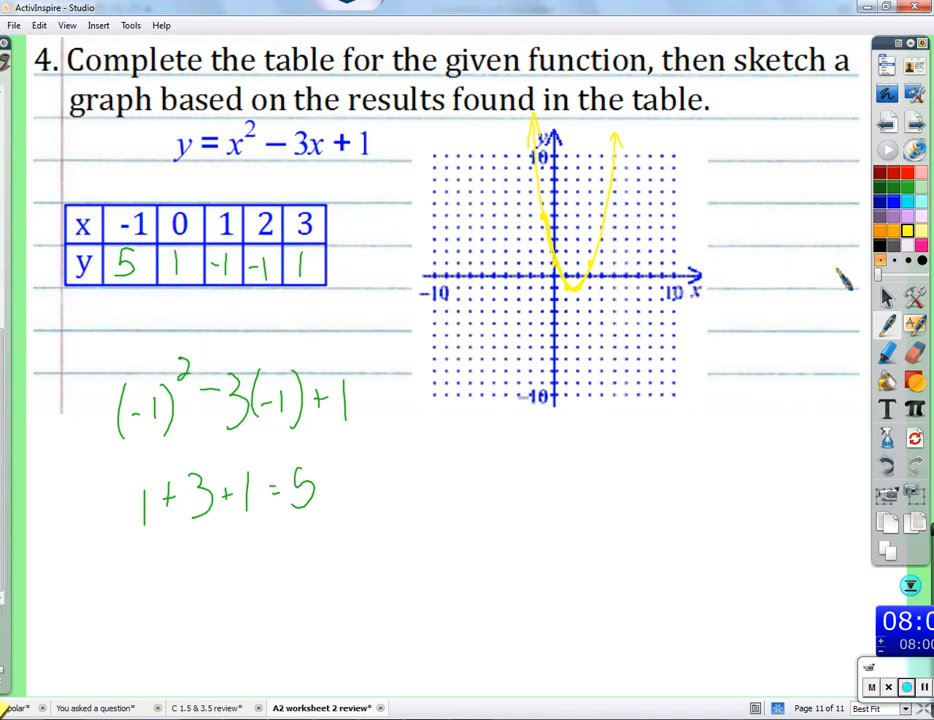 ActivInspire - Studio
File Edit View Insert Tools Help
4. Complete the table for the given function, then sketch a
graph based on the results found in the table.
y = x² − 3x + 1
x -1 0 1 2 3
y 5 1 -1 -1 1
y
10
−10
10 x
−10
(-1)² − 3(-1) + 1
1 + 3 + 1 = 5
T π
08:0
08:00
M
polar* You asked a question* C 1.5 & 3.5 review* A2 worksheet 2 review* Page 11 of 11 Best Fit